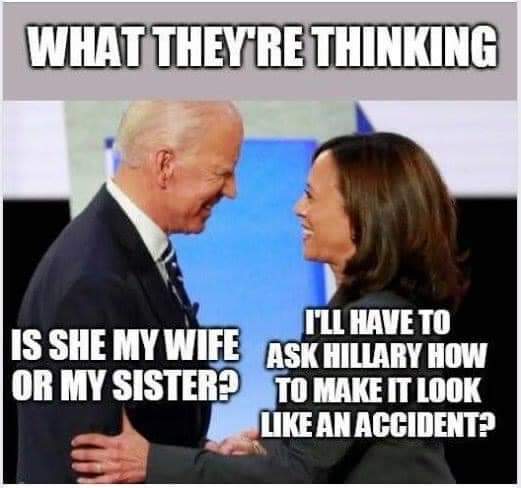 WHAT THEY'RE THINKING
IS SHE MY WIFE
OR MY SISTER?
I'LL HAVE TO
ASK HILLARY HOW
TO MAKE IT LOOK
LIKE AN ACCIDENT?